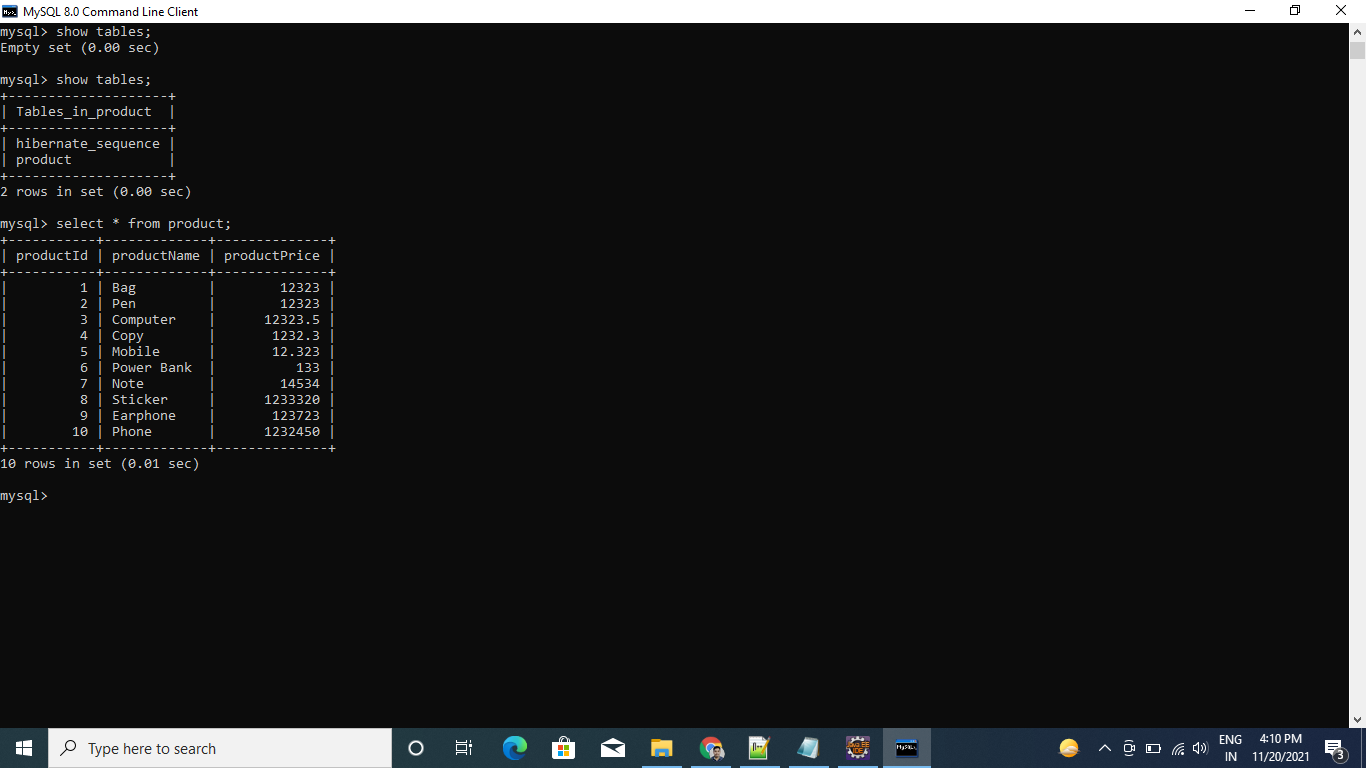 MySQL 8.0 Command Line Client
mysql> show tables;
Empty set (0.00 sec)
mysql> show tables;
+--------------------+
| Tables_in_product  |
+--------------------+
| hibernate_sequence |
| product            |
+--------------------+
2 rows in set (0.00 sec)
mysql> select * from product;
+-----------+-------------+--------------+
| productId | productName | productPrice |
+-----------+-------------+--------------+
|         1 | Bag         |        12323 |
|         2 | Pen         |        12323 |
|         3 | Computer    |      12323.5 |
|         4 | Copy        |       1232.3 |
|         5 | Mobile      |       12.323 |
|         6 | Power Bank  |          133 |
|         7 | Note        |        14534 |
|         8 | Sticker     |      1233320 |
|         9 | Earphone    |       123723 |
|        10 | Phone       |      1232450 |
+-----------+-------------+--------------+
10 rows in set (0.01 sec)
mysql>
Type here to search
ENG
IN
4:10 PM
11/20/2021
3